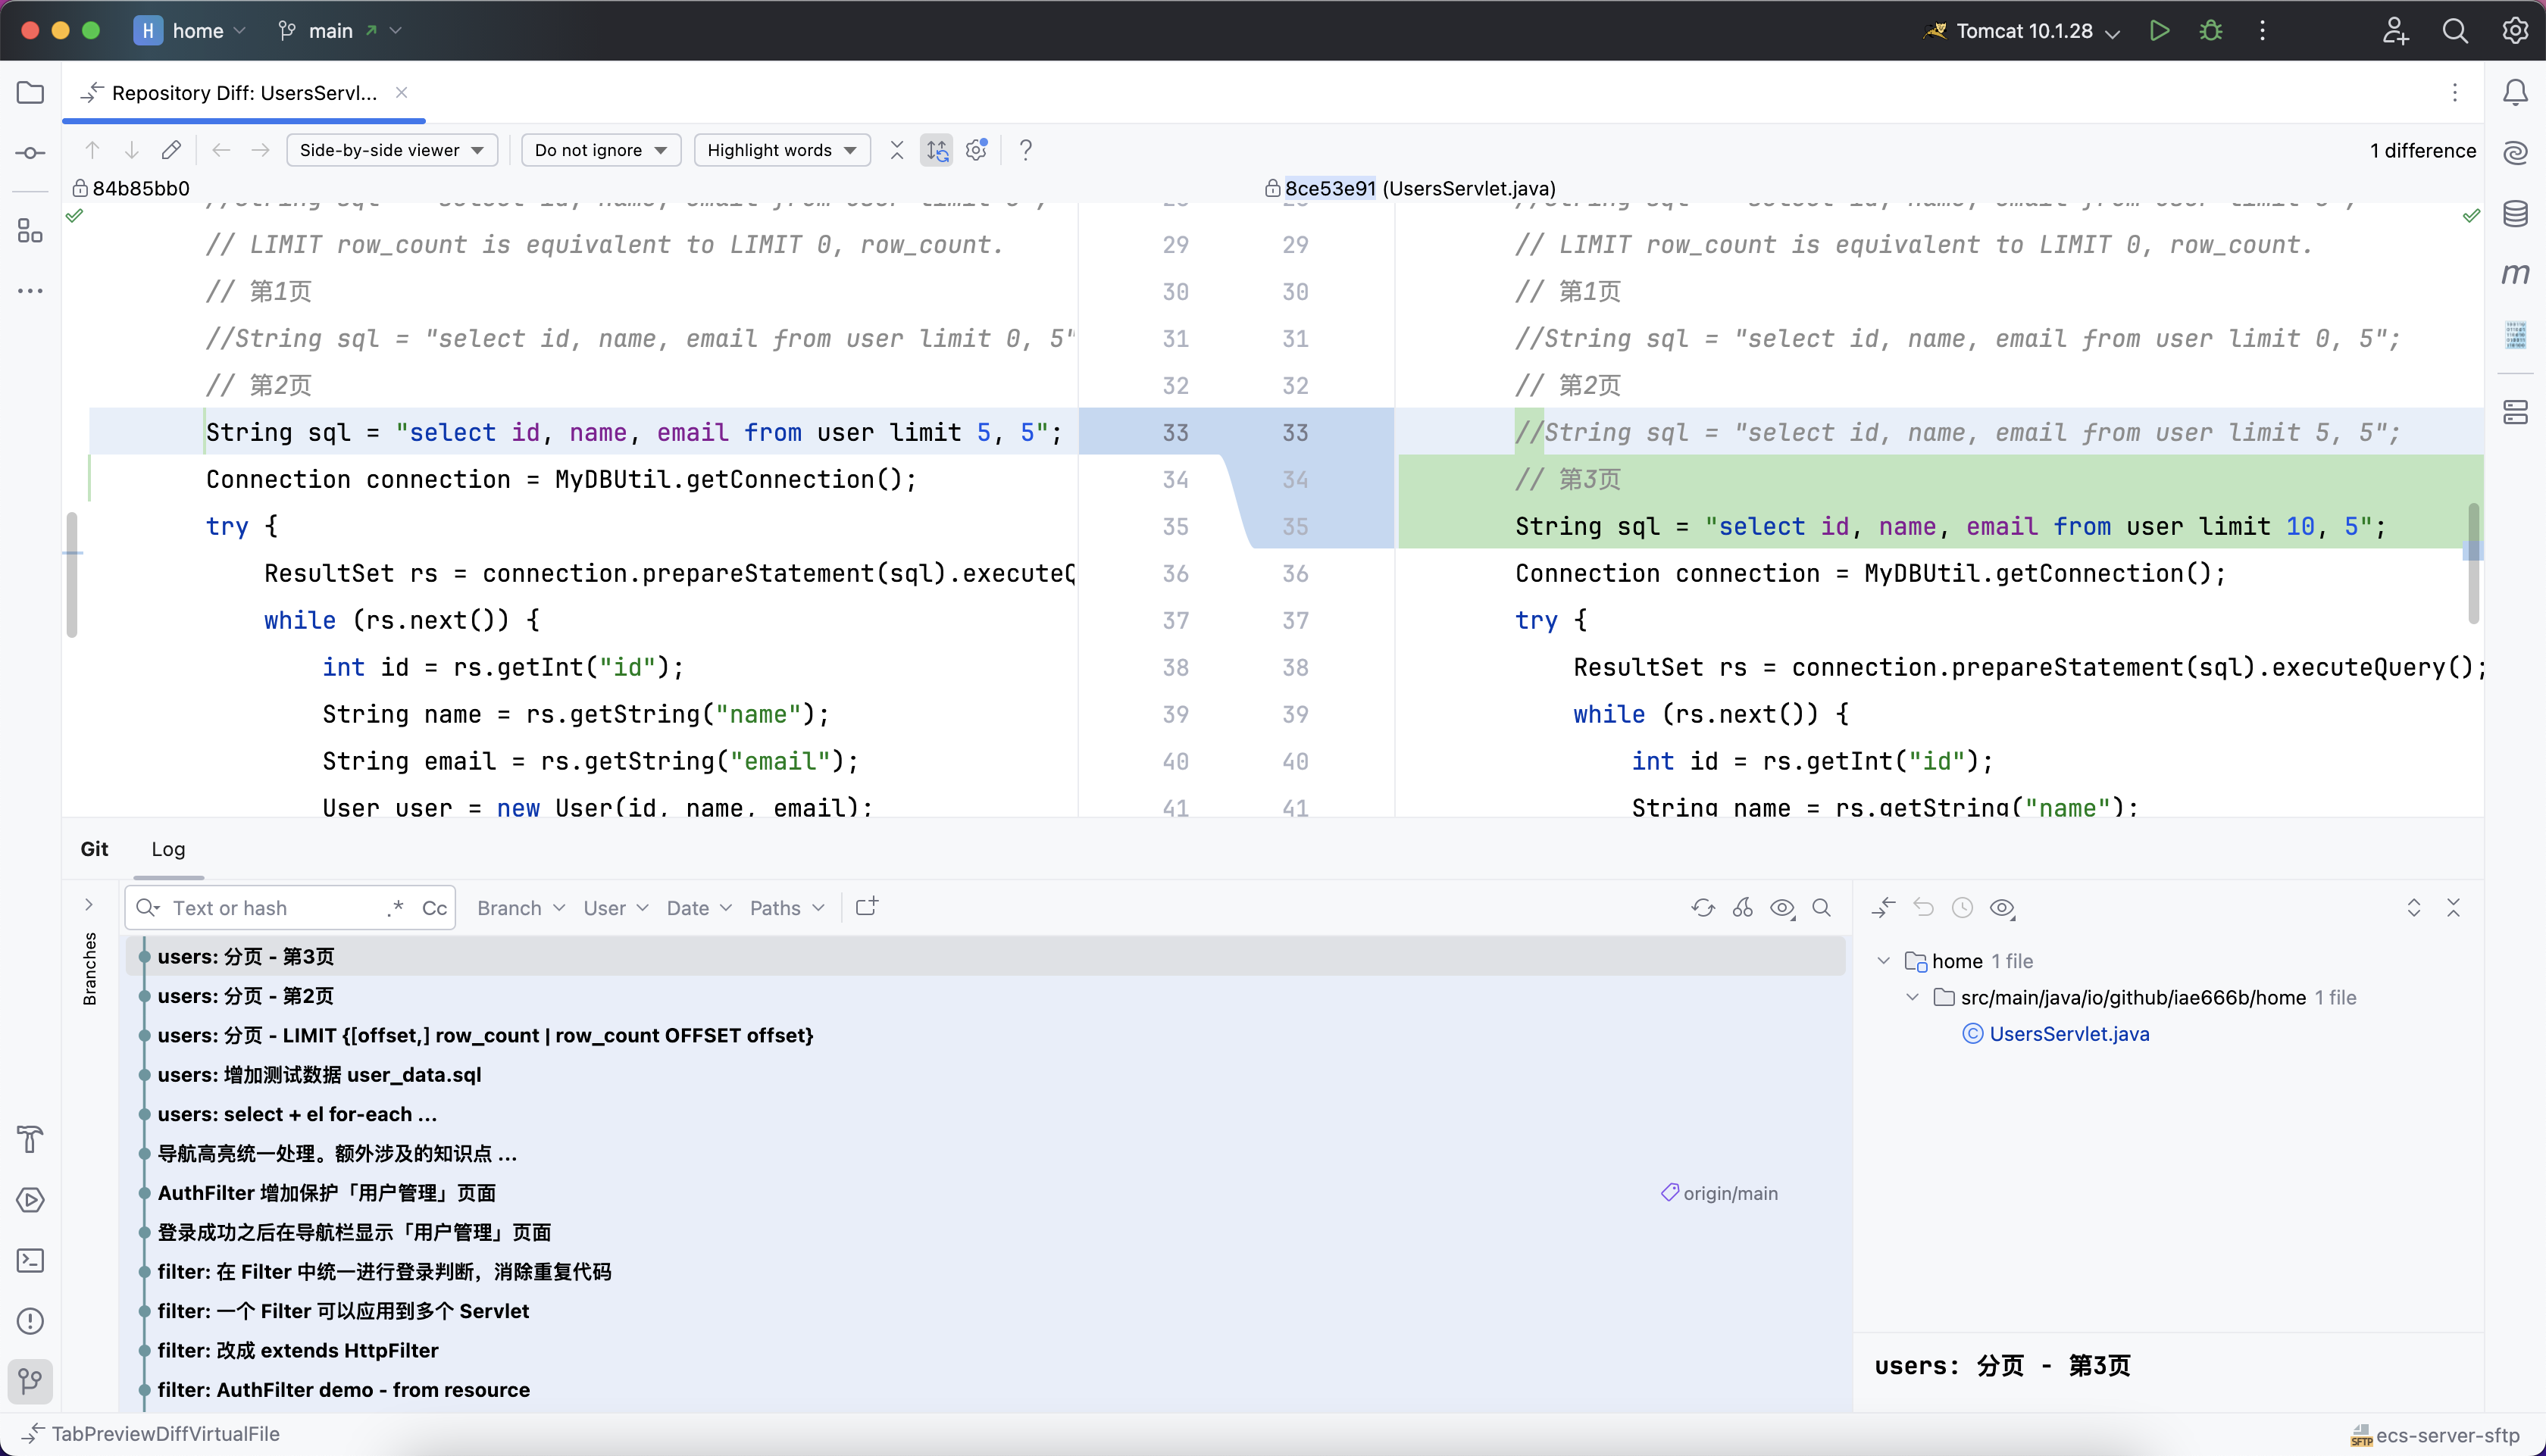 H home main
Tomcat 10.1.28
Repository Diff: UsersServl...
Side-by-side viewer Do not ignore Highlight words ? 1 difference
84b85bb0
// LIMIT row_count is equivalent to LIMIT 0, row_count.
// 第1页
//String sql = "select id, name, email from user limit 0, 5"
// 第2页
String sql = "select id, name, email from user limit 5, 5";
Connection connection = MyDBUtil.getConnection();
try {
ResultSet rs = connection.prepareStatement(sql).executeQ
while (rs.next()) {
int id = rs.getInt("id");
String name = rs.getString("name");
String email = rs.getString("email");
User user = new User(id, name, email);
29 29
30 30
31 31
32 32
33 33
34 34
35 35
36 36
37 37
38 38
39 39
40 40
41 41
8ce53e91 (UsersServlet.java)
// LIMIT row_count is equivalent to LIMIT 0, row_count.
// 第1页
//String sql = "select id, name, email from user limit 0, 5";
// 第2页
//String sql = "select id, name, email from user limit 5, 5";
// 第3页
String sql = "select id, name, email from user limit 10, 5";
Connection connection = MyDBUtil.getConnection();
try {
ResultSet rs = connection.prepareStatement(sql).executeQuery();
while (rs.next()) {
int id = rs.getInt("id");
String name = rs.getString("name");
m
Git Log
Branches
Text or hash .* Cc Branch User Date Paths
users: 分页 - 第3页
users: 分页 - 第2页
users: 分页 - LIMIT {[offset,] row_count | row_count OFFSET offset}
users: 增加测试数据 user_data.sql
users: select + el for-each ...
导航高亮统一处理。额外涉及的知识点 ...
AuthFilter 增加保护「用户管理」页面 origin/main
登录成功之后在导航栏显示「用户管理」页面
filter: 在 Filter 中统一进行登录判断，消除重复代码
filter: 一个 Filter 可以应用到多个 Servlet
filter: 改成 extends HttpFilter
filter: AuthFilter demo - from resource
home 1 file
src/main/java/io/github/iae666b/home 1 file
UsersServlet.java
users: 分页 - 第3页
TabPreviewDiffVirtualFile
SFTP ecs-server-sftp